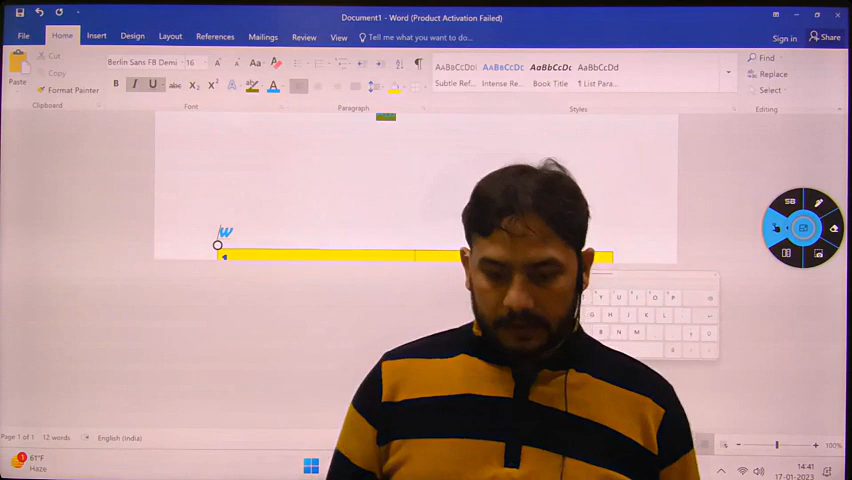 Document1 - Word (Product Activation Failed)
File Home Insert Design Layout References Mailings Review View Tell me what you want to do... Sign in Share
Paste Cut Copy Format Painter
Clipboard
Berlin Sans FB Demi 16
B I U abc X₂ X²
Font
Paragraph
AaBbCcDd AaBbCcDc AaBbCcDc AaBbCcDd
Subtle Ref... Intense Re... Book Title ¶ List Para...
Styles
Find
Replace
Select
Editing
w
SB
T Y U I O P
G H J K L
B N M
Page 1 of 1 12 words English (India) 100%
1 61°F
Haze
14:41
17-01-2023